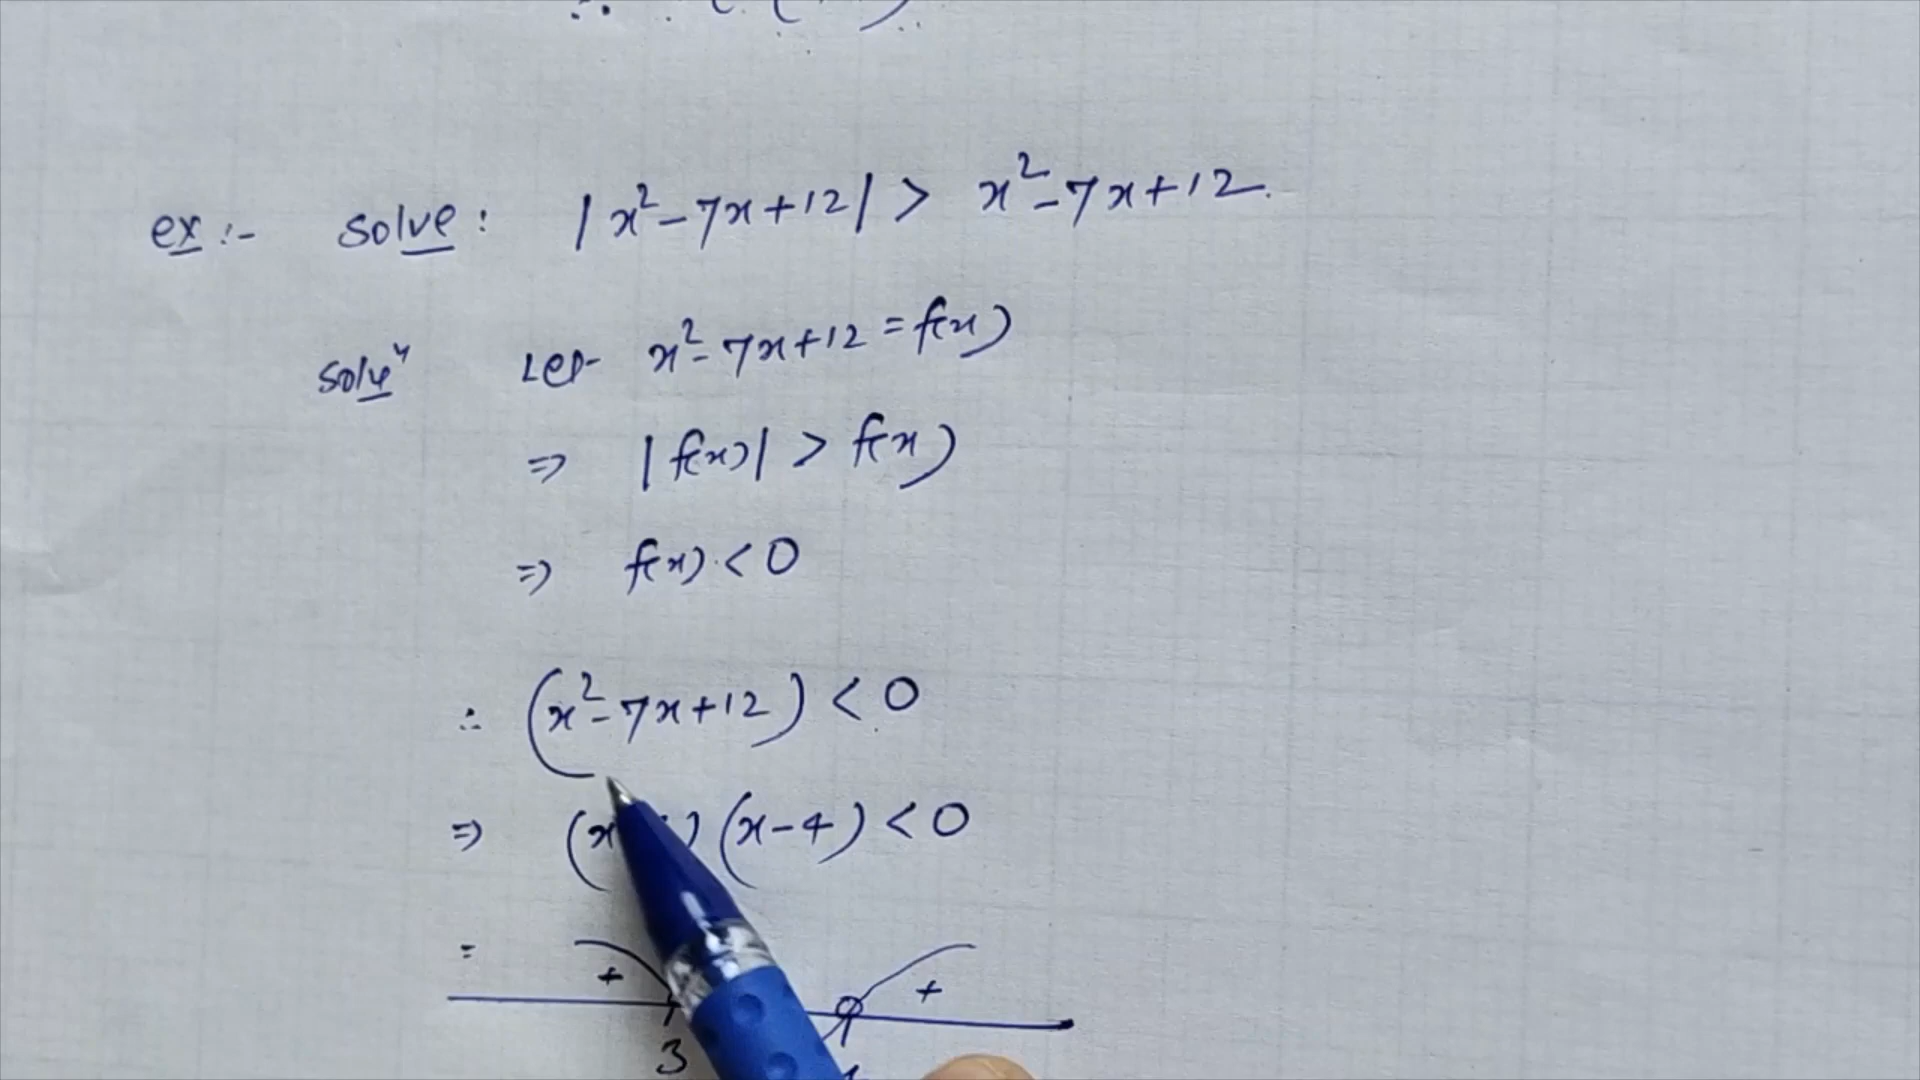 ex :- solve : |x²-7x+12| > x²-7x+12.
Let x²-7x+12 = f(x)
⇒ |f(x)| > f(x)
⇒ f(x) < 0
∴ (x²-7x+12) < 0
⇒ (x ) (x-4) < 0
= + +
3